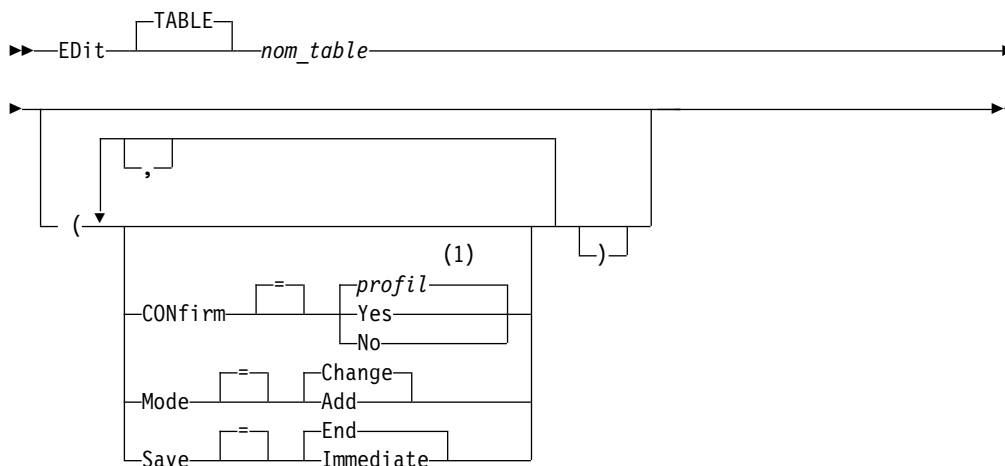 TABLE
EDit nom_table
,
(
)
(1)
= profil
CONfirm Yes
No
= Change
Mode Add
= End
Save Immediate